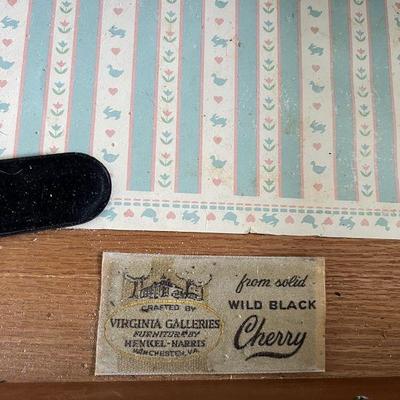 CRAFTED BY
VIRGINIA GALLERIES
FURNITURE BY
HENKEL-HARRIS
WINCHESTER, VA.
from solid
WILD BLACK
Cherry